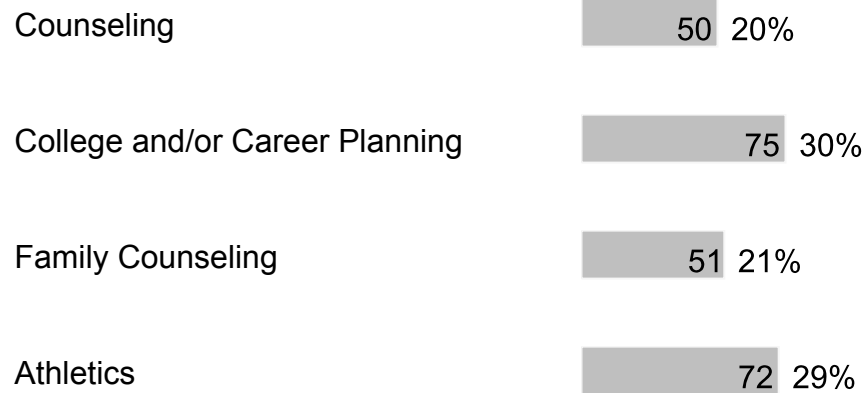 Counseling 50 20%
College and/or Career Planning 75 30%
Family Counseling 51 21%
Athletics 72 29%